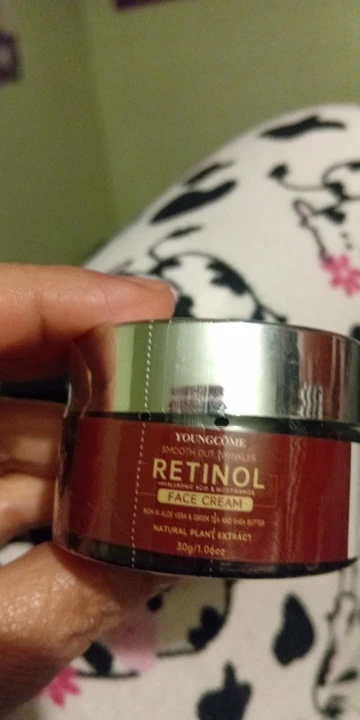 YOUNGCOME
SMOOTH OUT WRINKLES
RETINOL
HYALURONIC ACID & NICOTINAMIDE
FACE CREAM
RICH IN ALOE VERA & GREEN TEA AND SHEA BUTTER
NATURAL PLANT EXTRACT
30g/1.06oz